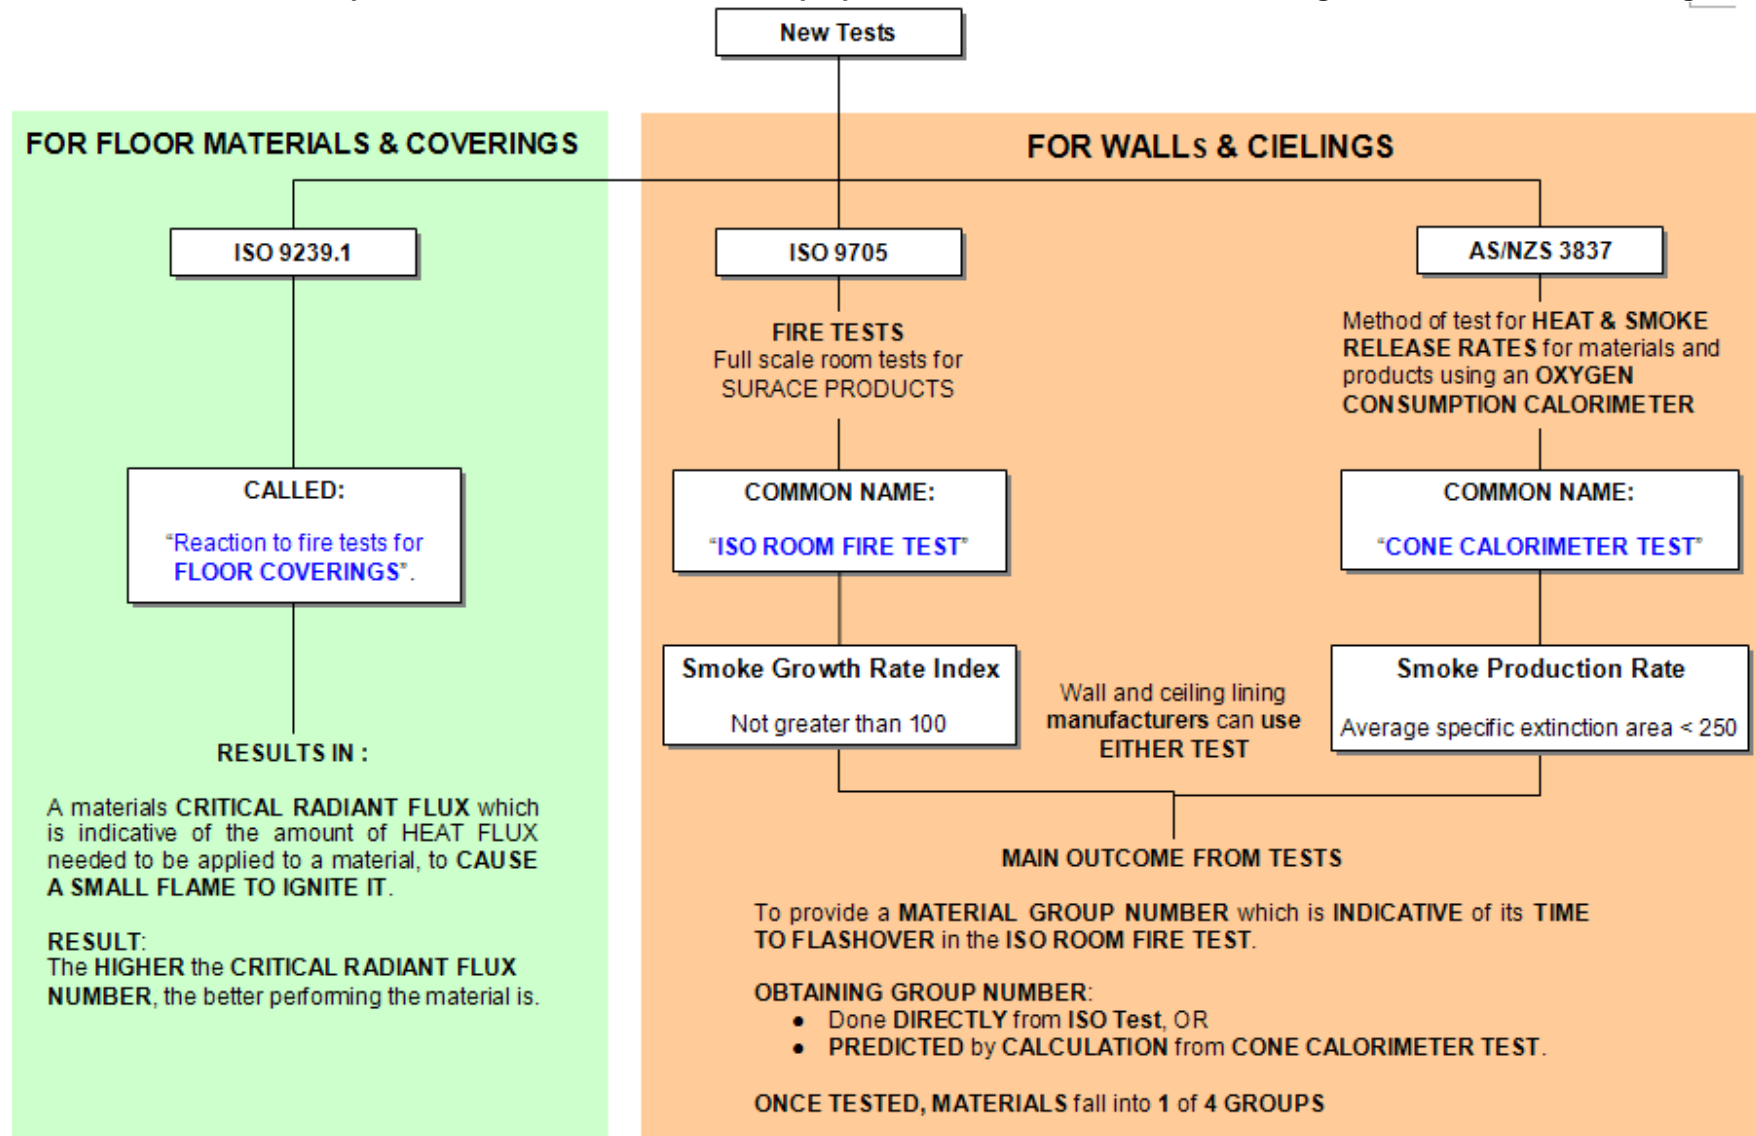 New Tests
FOR FLOOR MATERIALS & COVERINGS
FOR WALLs & CIELINGS
ISO 9239.1
ISO 9705
AS/NZS 3837
FIRE TESTS
Full scale room tests for
SURACE PRODUCTS
Method of test for HEAT & SMOKE
RELEASE RATES for materials and
products using an OXYGEN
CONSUMPTION CALORIMETER
CALLED:
"Reaction to fire tests for
FLOOR COVERINGS".
COMMON NAME:
"ISO ROOM FIRE TEST"
COMMON NAME:
"CONE CALORIMETER TEST"
Smoke Growth Rate Index
Not greater than 100
Wall and ceiling lining
manufacturers can use
EITHER TEST
Smoke Production Rate
Average specific extinction area < 250
RESULTS IN :
A materials CRITICAL RADIANT FLUX which
is indicative of the amount of HEAT FLUX
needed to be applied to a material, to CAUSE
A SMALL FLAME TO IGNITE IT.
RESULT:
The HIGHER the CRITICAL RADIANT FLUX
NUMBER, the better performing the material is.
MAIN OUTCOME FROM TESTS
To provide a MATERIAL GROUP NUMBER which is INDICATIVE of its TIME
TO FLASHOVER in the ISO ROOM FIRE TEST.
OBTAINING GROUP NUMBER:
● Done DIRECTLY from ISO Test, OR
● PREDICTED by CALCULATION from CONE CALORIMETER TEST.
ONCE TESTED, MATERIALS fall into 1 of 4 GROUPS